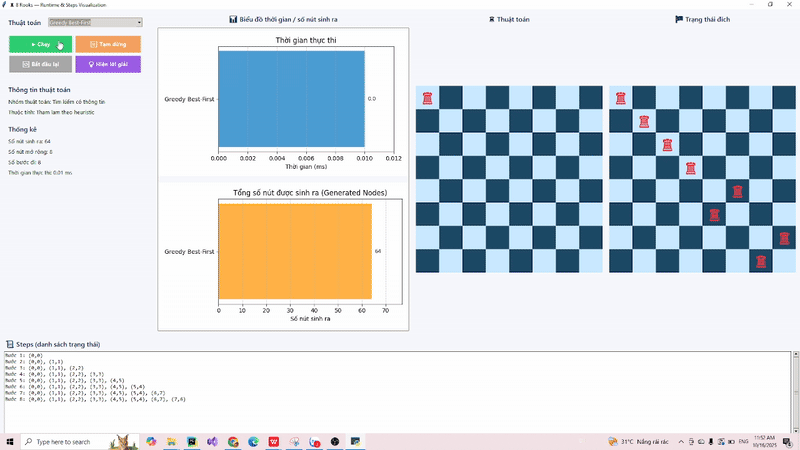 8 Rooks — Runtime & Steps Visualization
Thuật toán: Greedy Best-First
▸ Chạy
Tạm dừng
Bắt đầu lại
Hiện lời giải
Thông tin thuật toán
Nhóm thuật toán: Tìm kiếm có thông tin
Thuộc tính: Tham lam theo heuristic
Thống kê
Số nút sinh ra: 64
Số nút mở rộng: 8
Số bước đi: 8
Thời gian thực thi: 0.01 ms
Biểu đồ thời gian / số nút sinh ra
Thời gian thực thi
Greedy Best-First
0.0
0.000 0.002 0.004 0.006 0.008 0.010 0.012
Thời gian (ms)
Tổng số nút được sinh ra (Generated Nodes)
Greedy Best-First
64
0 10 20 30 40 50 60 70
Số nút sinh ra
Thuật toán
Trạng thái đích
Steps (danh sách trạng thái)
Bước 1: (0,0)
Bước 2: (0,0), (1,1)
Bước 3: (0,0), (1,1), (2,2)
Bước 4: (0,0), (1,1), (2,2), (3,3)
Bước 5: (0,0), (1,1), (2,2), (3,3), (4,5)
Bước 6: (0,0), (1,1), (2,2), (3,3), (4,5), (5,4)
Bước 7: (0,0), (1,1), (2,2), (3,3), (4,5), (5,4), (6,7)
Bước 8: (0,0), (1,1), (2,2), (3,3), (4,5), (5,4), (6,7), (7,6)
Type here to search
31°C Nắng rải rác
ENG
11:52 AM
10/16/2025